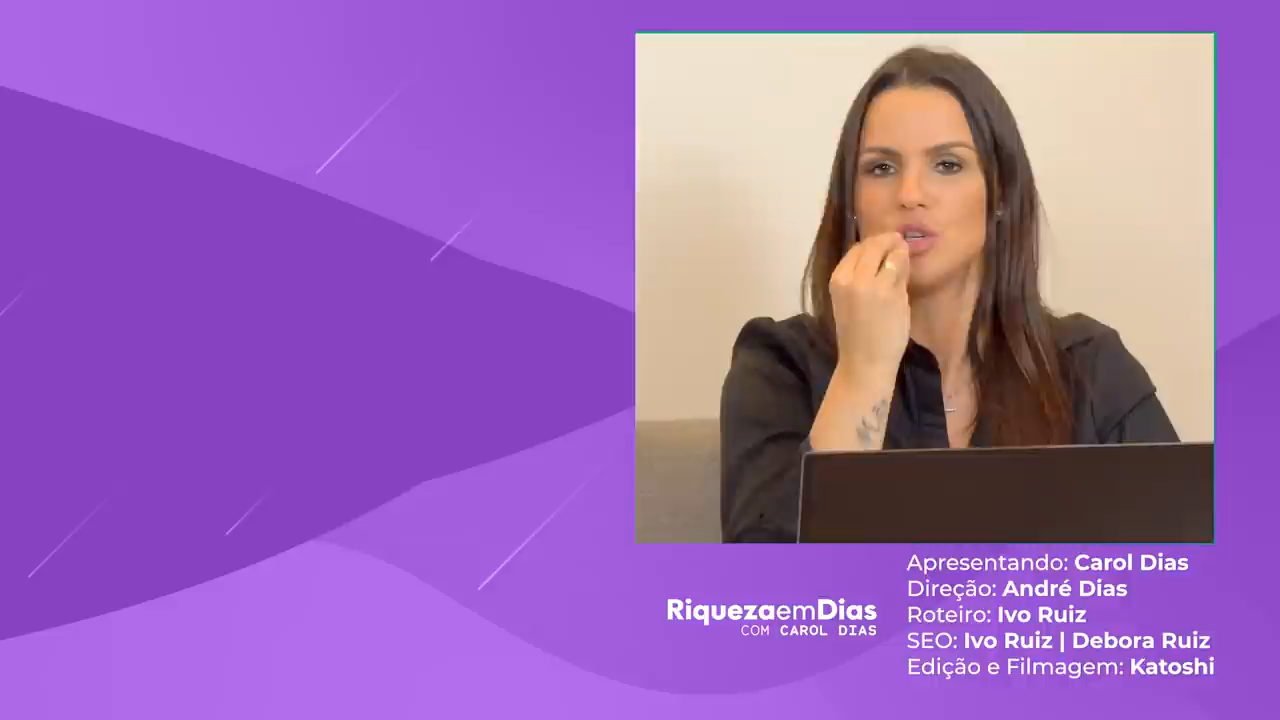 RiquezaemDias
COM CAROL DIAS
Apresentando: Carol Dias
Direção: André Dias
Roteiro: Ivo Ruiz
SEO: Ivo Ruiz | Debora Ruiz
Edição e Filmagem: Katoshi